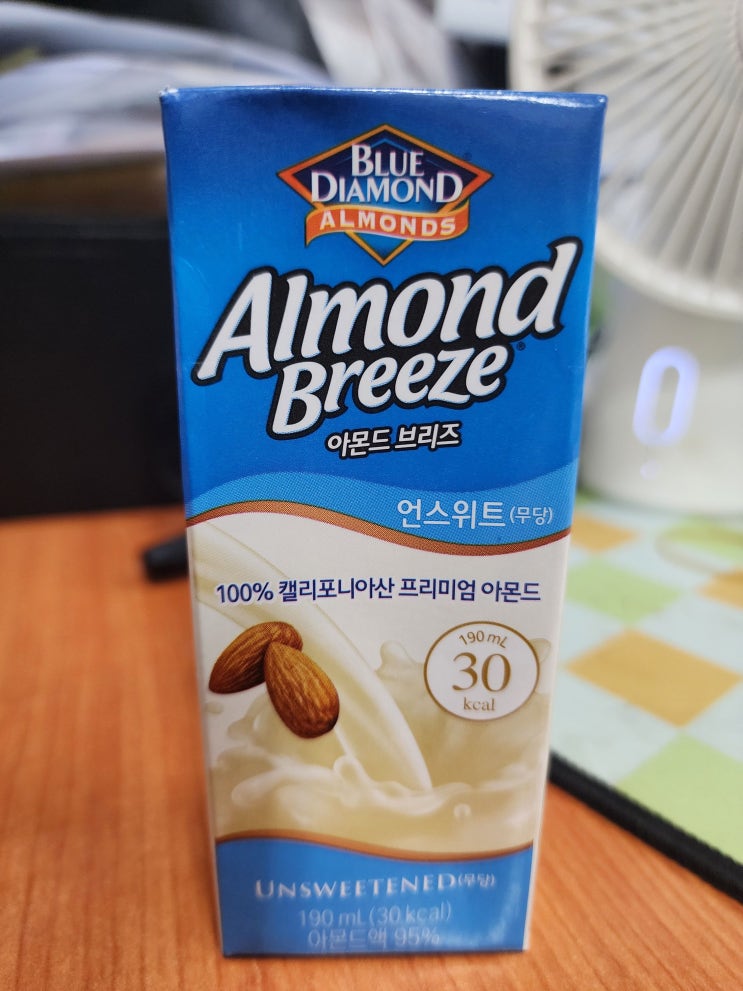 BLUE
DIAMOND
ALMONDS
Almond
Breeze®
아몬드 브리즈
언스위트 (무당)
100% 캘리포니아산 프리미엄 아몬드
190 mL
30
kcal
UNSWEETENED(무당)
190 mL (30 kcal)
아몬드액 95%
0